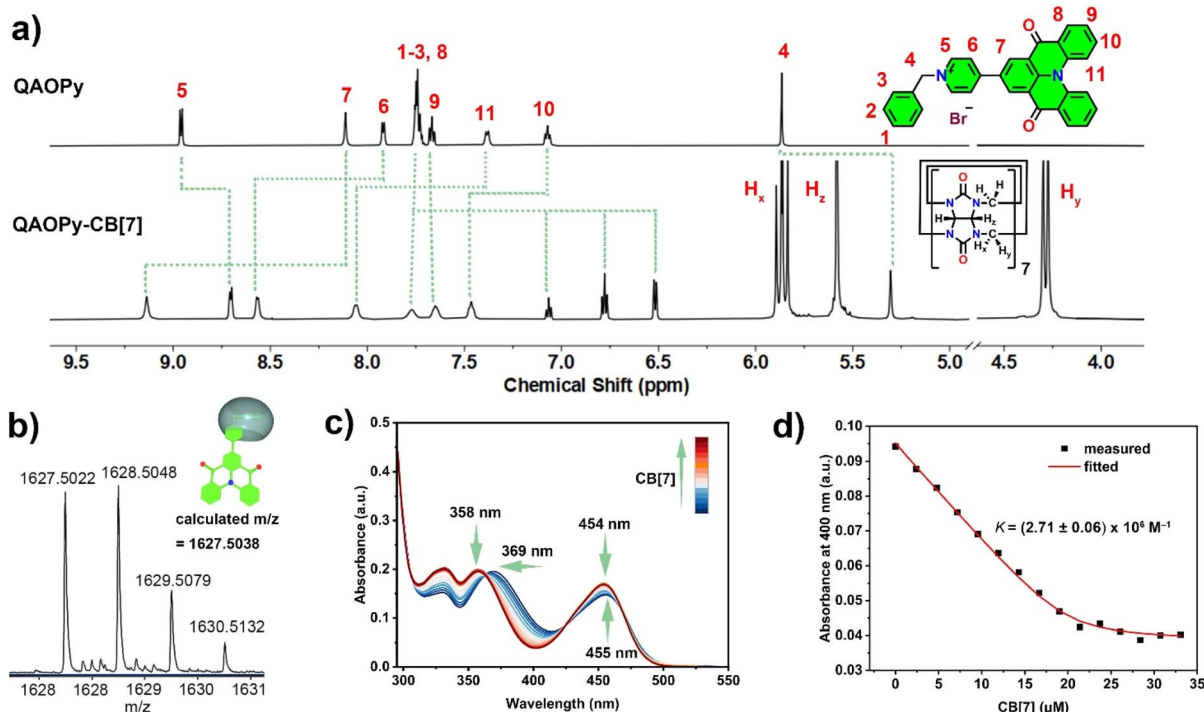 a)
QAOPy
5
7
6
1-3, 8
9
11
10
4
5
6
7
O
8
9
10
11
4
3
2
1
N
+
N
O
Br
−
QAOPy-CB[7]
Hx
Hz
Hy
O
H
H
N
N
C
H
Hz
N
N
C
Hx
Hy
O
7
9.0
8.5
8.0
7.5
7.0
6.5
6.0
5.5
5.0
4.5
4.0
Chemical Shift (ppm)
b)
1627.5022
1628.5048
1629.5079
1630.5132
calculated m/z
= 1627.5038
1628
1628
1629
1630
1631
m/z
c)
0.5
0.4
0.3
0.2
0.1
0.0
CB[7]
358 nm
369 nm
454 nm
455 nm
300
350
400
450
500
550
Wavelength (nm)
Absorbance (a.u.)
d)
0.10
0.09
0.08
0.07
0.06
0.05
0.04
0.03
measured
fitted
K = (2.71 ± 0.06) x 10⁶ M⁻¹
0
5
10
15
20
25
30
35
CB[7] (μM)
Absorbance at 400 nm (a.u.)